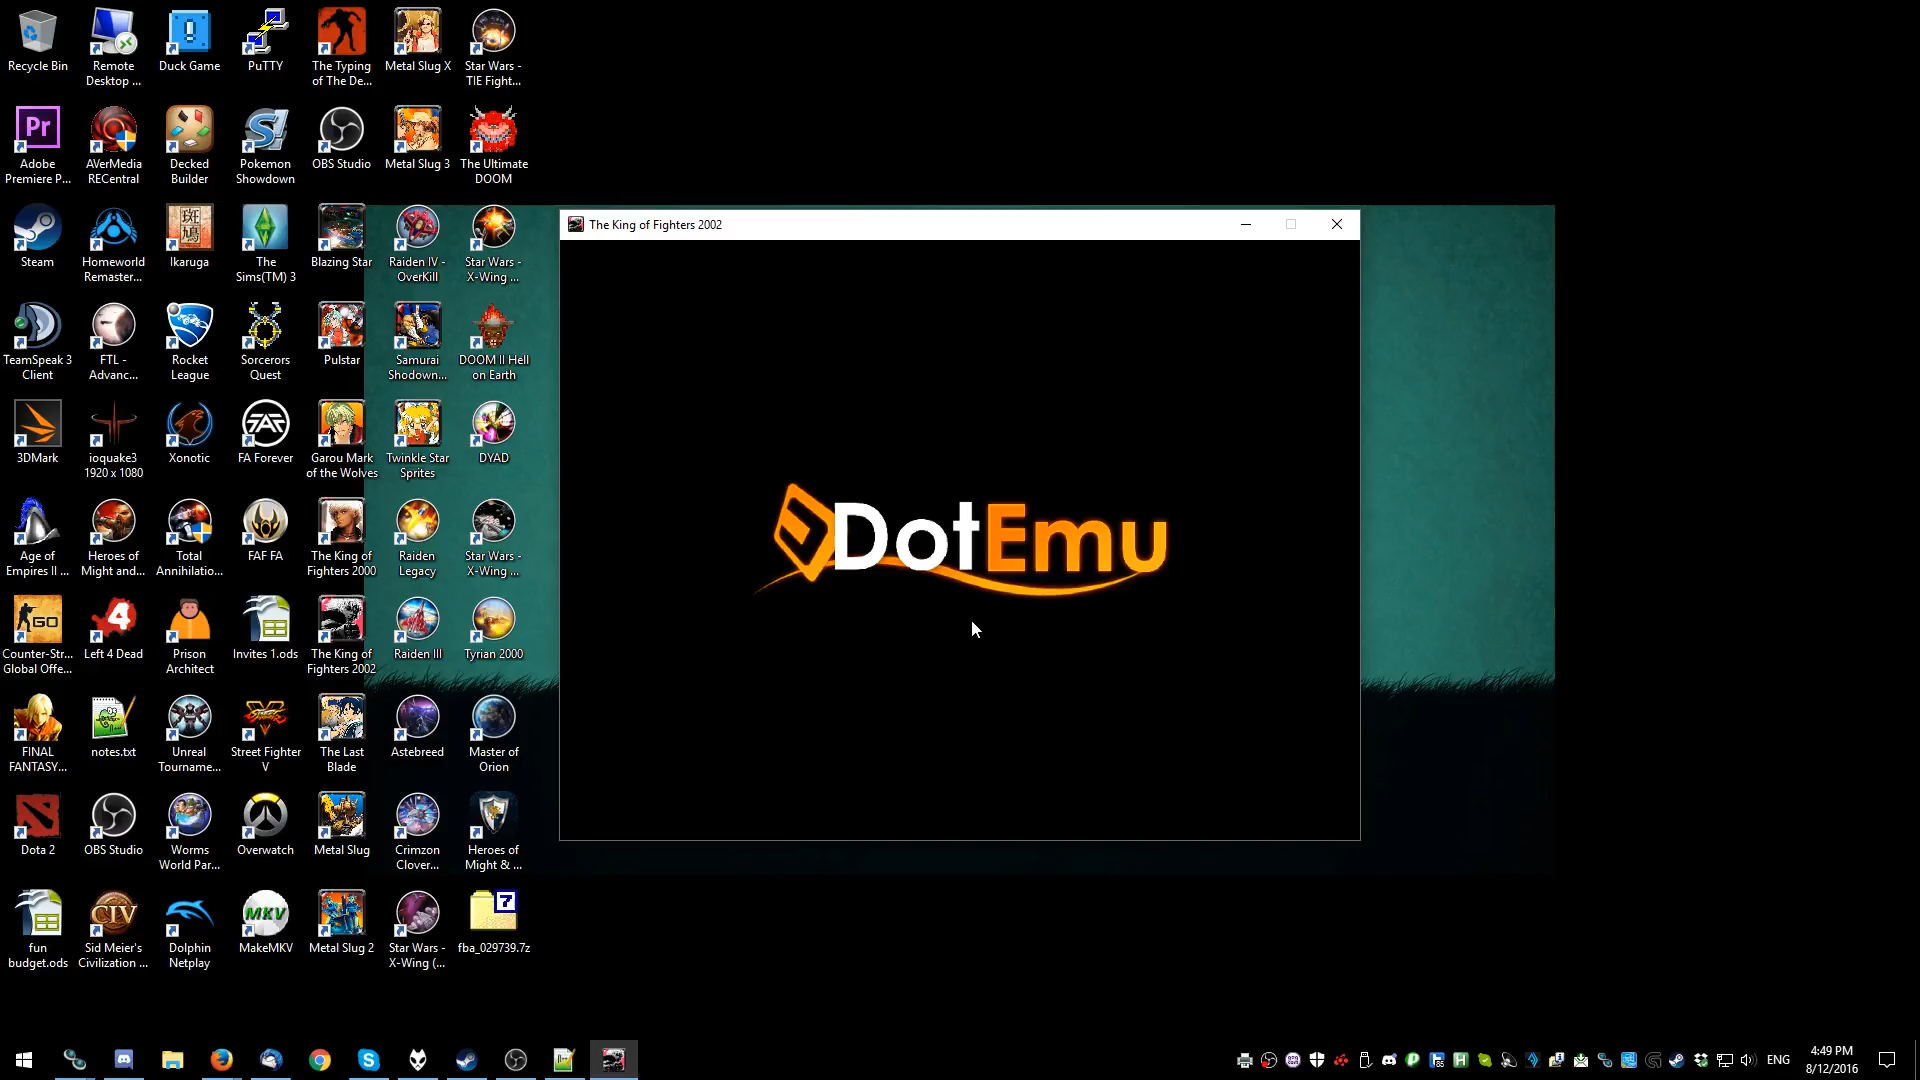 Recycle Bin
Remote
Desktop ...
Duck Game
PuTTY
The Typing
of The De...
Metal Slug X
Star Wars -
TIE Fight...
Pr
Adobe
Premiere P...
AVerMedia
RECentral
Decked
Builder
Pokemon
Showdown
OBS Studio
Metal Slug 3
The Ultimate
DOOM
Steam
Homeworld
Remaster...
斑
鳩
Ikaruga
The
Sims(TM) 3
Blazing Star
Raiden IV -
OverKill
Star Wars -
X-Wing ...
TeamSpeak 3
Client
FTL -
Advanc...
Rocket
League
Sorcerors
Quest
Pulstar
Samurai
Shodown...
DOOM II Hell
on Earth
3DMark
ioquake3
1920 x 1080
Xonotic
FAF
FA Forever
Garou Mark
of the Wolves
Twinkle Star
Sprites
DYAD
Age of
Empires II ...
Heroes of
Might and...
Total
Annihilatio...
FAF FA
The King of
Fighters 2000
Raiden
Legacy
Star Wars -
X-Wing ...
GO
Counter-Str...
Global Offe...
4
Left 4 Dead
Prison
Architect
Invites 1.ods
The King of
Fighters 2002
Raiden III
Tyrian 2000
FINAL
FANTASY...
notes.txt
Unreal
Tourname...
Street Fighter
V
The Last
Blade
Astebreed
Master of
Orion
Dota 2
OBS Studio
Worms
World Par...
Overwatch
Metal Slug
Crimzon
Clover...
Heroes of
Might & ...
fun
budget.ods
CIV
Sid Meier's
Civilization ...
Dolphin
Netplay
MKV
MakeMKV
Metal Slug 2
Star Wars -
X-Wing (...
7
fba_029739.7z
The King of Fighters 2002
DotEmu
ENG
4:49 PM
8/12/2016